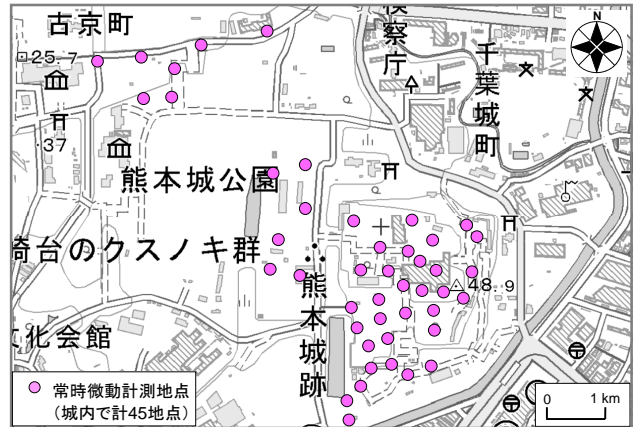 古京町
検察庁
千葉城町
N
25.7
37
熊本城公園
崎台のクスノキ群
48.9
熊本城跡
文化会館
常時微動計測地点
(城内で計45地点)
0 1 km